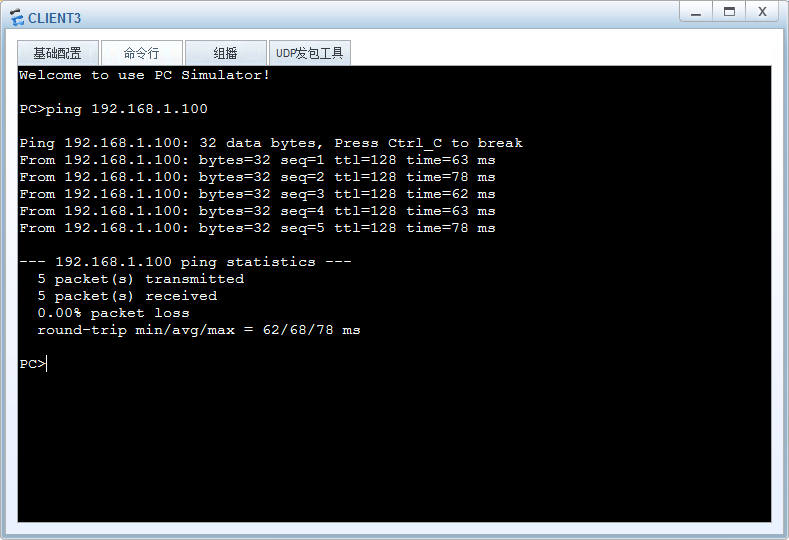 CLIENT3
X
基础配置 命令行 组播 UDP发包工具
Welcome to use PC Simulator!
PC>ping 192.168.1.100
Ping 192.168.1.100: 32 data bytes, Press Ctrl_C to break
From 192.168.1.100: bytes=32 seq=1 ttl=128 time=63 ms
From 192.168.1.100: bytes=32 seq=2 ttl=128 time=78 ms
From 192.168.1.100: bytes=32 seq=3 ttl=128 time=62 ms
From 192.168.1.100: bytes=32 seq=4 ttl=128 time=63 ms
From 192.168.1.100: bytes=32 seq=5 ttl=128 time=78 ms
--- 192.168.1.100 ping statistics ---
5 packet(s) transmitted
5 packet(s) received
0.00% packet loss
round-trip min/avg/max = 62/68/78 ms
PC>